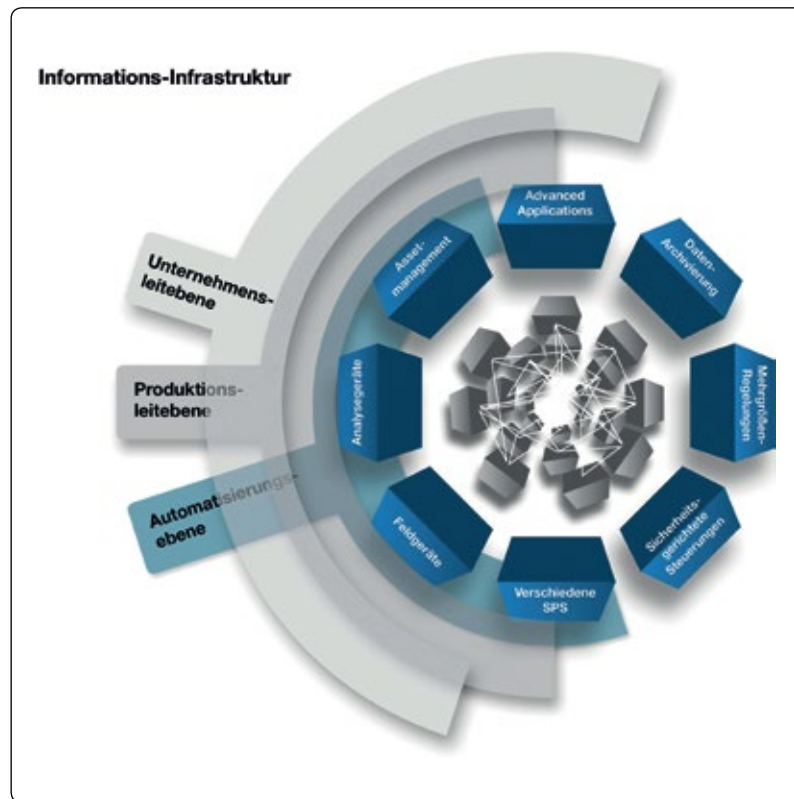 Informations-Infrastruktur
Unternehmens-
leitebene
Produktions-
leitebene
Automatisierungs-
ebene
Advanced
Applications
Daten-
Archivierung
Mehrgrößen-
Regelungen
Sicherheits-
gerichtete
Steuerungen
Verschiedene
SPS
Feldgeräte
Analysegeräte
Asset-
management